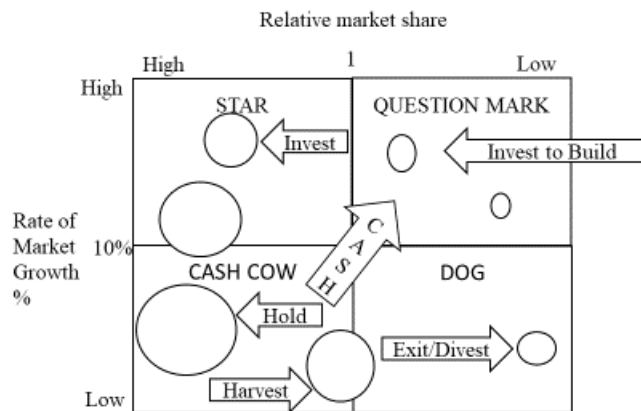 Relative market share
High 1 Low
High
STAR QUESTION MARK
Invest Invest to Build
Rate of
Market
Growth
%
10%
CASH
CASH COW DOG
Hold
Exit/Divest
Harvest
Low